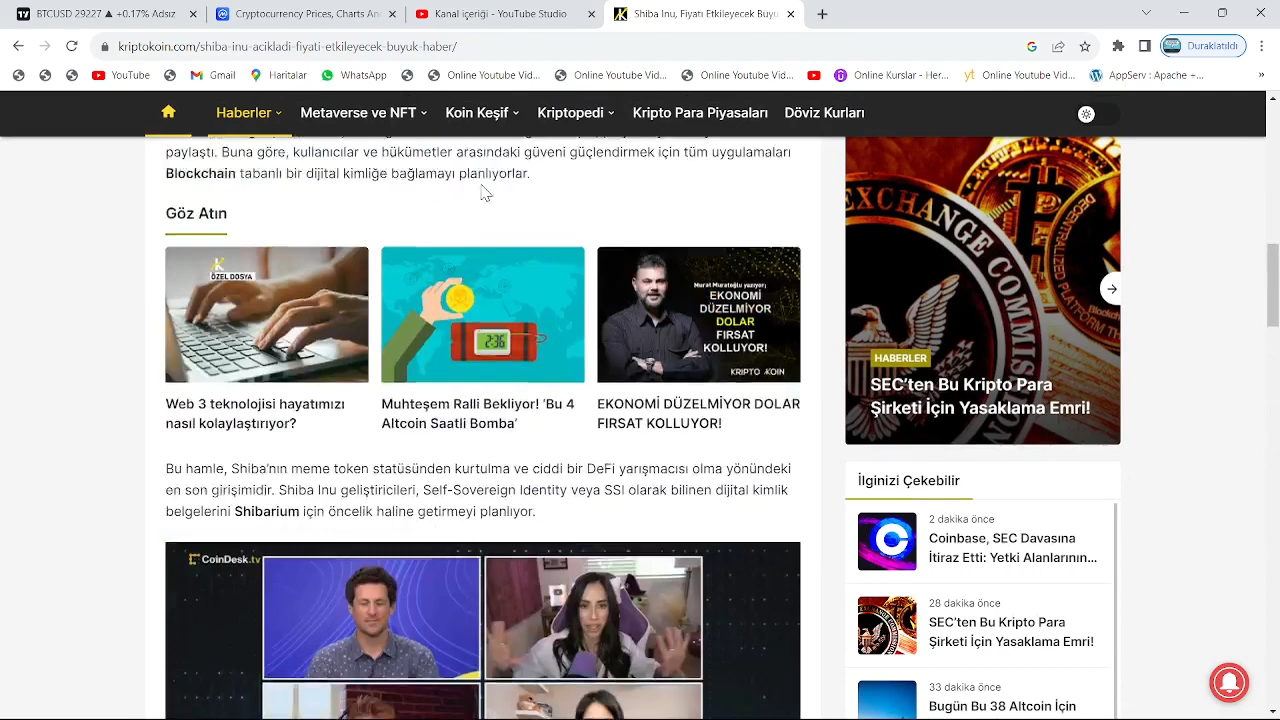 BTCUSD 29227 ▲ +0.17% Adsız
Cryptocurrency Prices, Charts An
Kanal İçeriği - YouTube
Shiba Inu, Fiyatı Etkileyecek Büyü
kriptokoin.com/shiba-inu-acikladi-fiyati-etkileyecek-buyuk-haber/
Duraklatıldı
YouTube
Gmail
Haritalar
WhatsApp
Online Youtube Vid...
Online Youtube Vid...
Online Youtube Vid...
Online Kurslar - Her...
Online Youtube Vid...
AppServ : Apache +...
Haberler
Metaverse ve NFT
Koin Keşif
Kriptopedi
Kripto Para Piyasaları
Döviz Kurları
paylaştı. Buna göre, kullanıcılar ve hükümetler arasındaki güveni güçlendirmek için tüm uygulamaları
Blockchain tabanlı bir dijital kimliğe bağlamayı planlıyorlar.
Göz Atın
ÖZEL DOSYA
Murat Muratoğlu yazıyor;
EKONOMİ
DÜZELMİYOR
DOLAR
FIRSAT
KOLLUYOR!
KRIPTO KOIN
Web 3 teknolojisi hayatımızı
nasıl kolaylaştırıyor?
Muhteşem Ralli Bekliyor! ‘Bu 4
Altcoin Saatli Bomba’
EKONOMİ DÜZELMİYOR DOLAR
FIRSAT KOLLUYOR!
Bu hamle, Shiba’nın meme token statüsünden kurtulma ve ciddi bir DeFi yarışmacısı olma yönündeki
en son girişimidir. Shiba Inu geliştiricileri, Self-Sovereign Identity veya SSI olarak bilinen dijital kimlik
belgelerini Shibarium için öncelik haline getirmeyi planlıyor.
CoinDesk.tv
EXCHANGE COMMISSION
DECENTRALIZED
PLATFORM
HABERLER
SEC’ten Bu Kripto Para
Şirketi İçin Yasaklama Emri!
İlginizi Çekebilir
2 dakika önce
Coinbase, SEC Davasına
İtiraz Etti: Yetki Alanlarının...
28 dakika önce
SEC’ten Bu Kripto Para
Şirketi İçin Yasaklama Emri!
33 dakika önce
Bugün Bu 38 Altcoin İçin